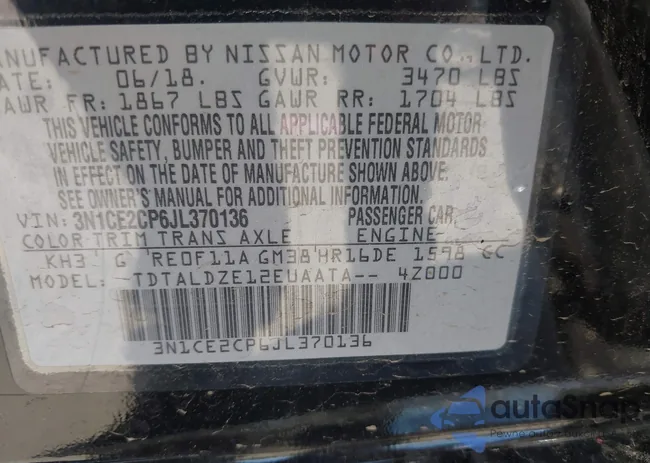 MANUFACTURED BY NISSAN MOTOR CO.,LTD.
DATE: 06/18. GVWR: 3470 LBS
GAWR FR: 1867 LBS GAWR RR: 1704 LBS
THIS VEHICLE CONFORMS TO ALL APPLICABLE FEDERAL MOTOR
VEHICLE SAFETY, BUMPER AND THEFT PREVENTION STANDARDS
IN EFFECT ON THE DATE OF MANUFACTURE SHOWN ABOVE.
SEE OWNER'S MANUAL FOR ADDITIONAL INFORMATION.
VIN: 3N1CE2CP6JL370136 PASSENGER CAR
COLOR TRIM TRANS AXLE ENGINE
KH3 G RE0F11A GM38 HR16DE 1598 CC
MODEL: TDTALDZE12EUAATA-- 4Z000
3N1CE2CP6JL370136
autoSnap